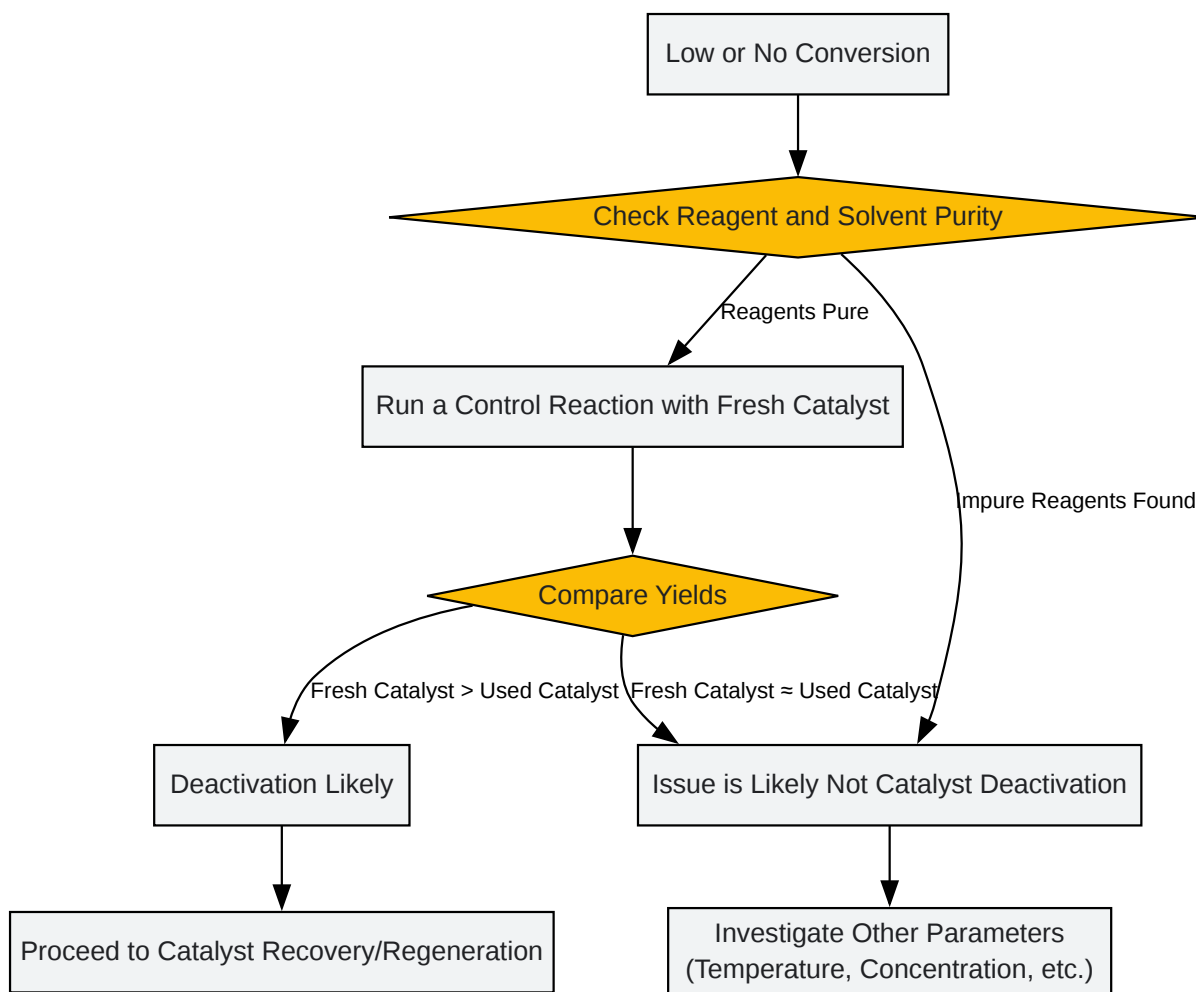 Low or No Conversion
Check Reagent and Solvent Purity
Reagents Pure
Run a Control Reaction with Fresh Catalyst
Impure Reagents Found
Compare Yields
Fresh Catalyst > Used Catalyst
Fresh Catalyst ≈ Used Catalyst
Deactivation Likely
Issue is Likely Not Catalyst Deactivation
Proceed to Catalyst Recovery/Regeneration
Investigate Other Parameters
(Temperature, Concentration, etc.)